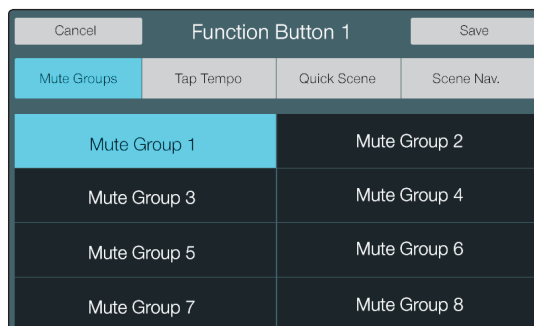 Cancel Function Button 1 Save
Mute Groups Tap Tempo Quick Scene Scene Nav.
Mute Group 1 Mute Group 2
Mute Group 3 Mute Group 4
Mute Group 5 Mute Group 6
Mute Group 7 Mute Group 8